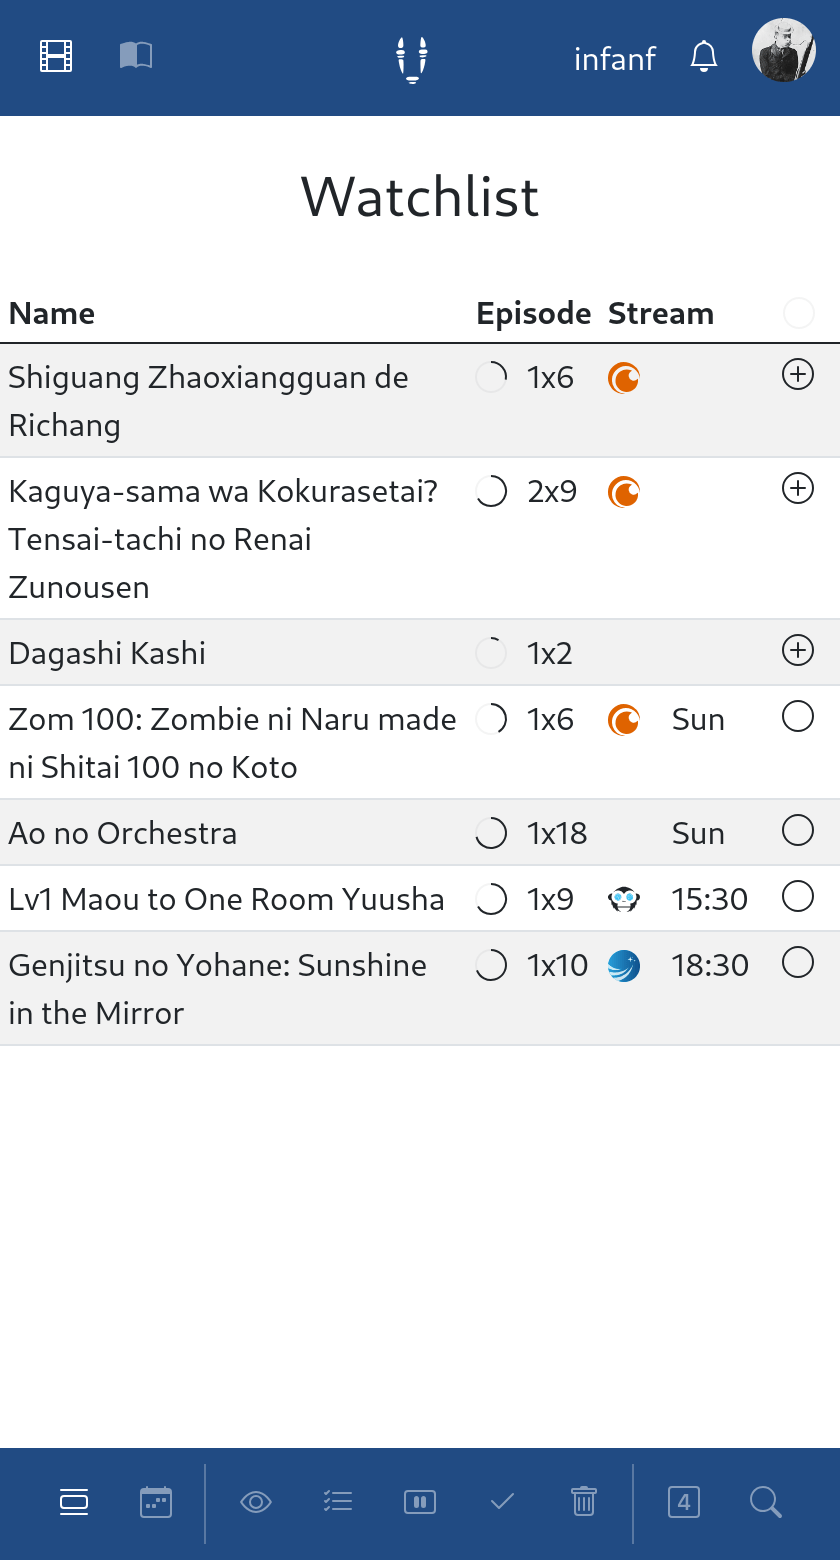 infanf
Watchlist
Name Episode Stream
Shiguang Zhaoxiangguan de 1x6
Richang
Kaguya-sama wa Kokurasetai? 2x9
Tensai-tachi no Renai
Zunousen
Dagashi Kashi 1x2
Zom 100: Zombie ni Naru made 1x6 Sun
ni Shitai 100 no Koto
Ao no Orchestra 1x18 Sun
Lv1 Maou to One Room Yuusha 1x9 15:30
Genjitsu no Yohane: Sunshine 1x10 18:30
in the Mirror
4